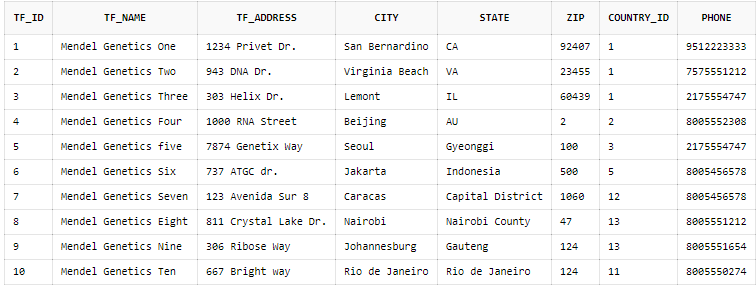 TF_ID TF_NAME TF_ADDRESS CITY STATE ZIP COUNTRY_ID PHONE
1 Mendel Genetics One 1234 Privet Dr. San Bernardino CA 92407 1 9512223333
2 Mendel Genetics Two 943 DNA Dr. Virginia Beach VA 23455 1 7575551212
3 Mendel Genetics Three 303 Helix Dr. Lemont IL 60439 1 2175554747
4 Mendel Genetics Four 1000 RNA Street Beijing AU 2 2 8005552308
5 Mendel Genetics five 7874 Genetix Way Seoul Gyeonggi 100 3 2175554747
6 Mendel Genetics Six 737 ATGC dr. Jakarta Indonesia 500 5 8005456578
7 Mendel Genetics Seven 123 Avenida Sur 8 Caracas Capital District 1060 12 8005456578
8 Mendel Genetics Eight 811 Crystal Lake Dr. Nairobi Nairobi County 47 13 8005551212
9 Mendel Genetics Nine 306 Ribose Way Johannesburg Gauteng 124 13 8005551654
10 Mendel Genetics Ten 667 Bright way Rio de Janeiro Rio de Janeiro 124 11 8005550274